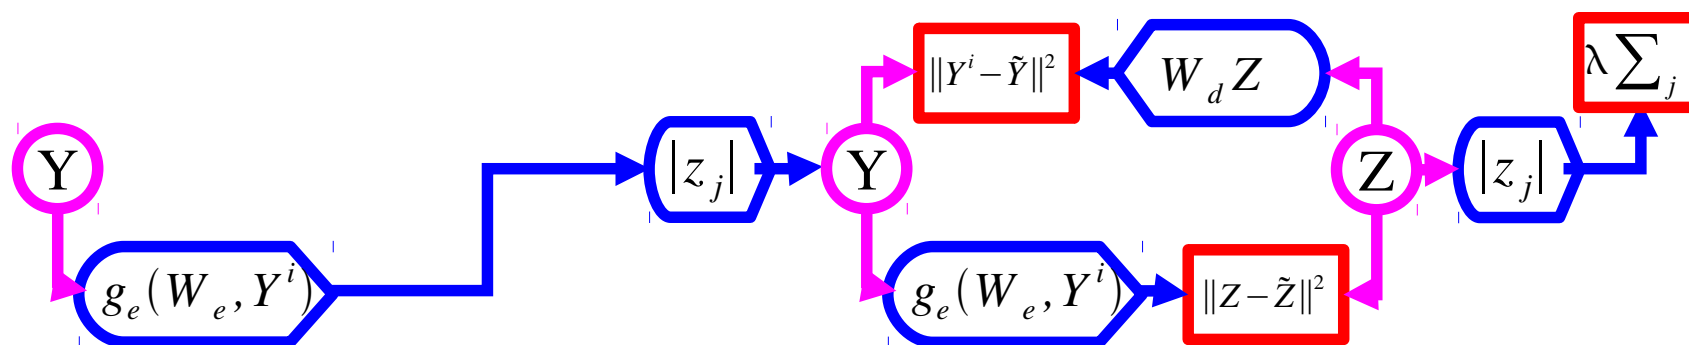 ‖Y^i − Ỹ‖²
W_d Z
λ∑_j
Y
|z_j|
Y
Z
|z_j|
g_e(W_e, Y^i)
g_e(W_e, Y^i)
‖Z − Z̃‖²